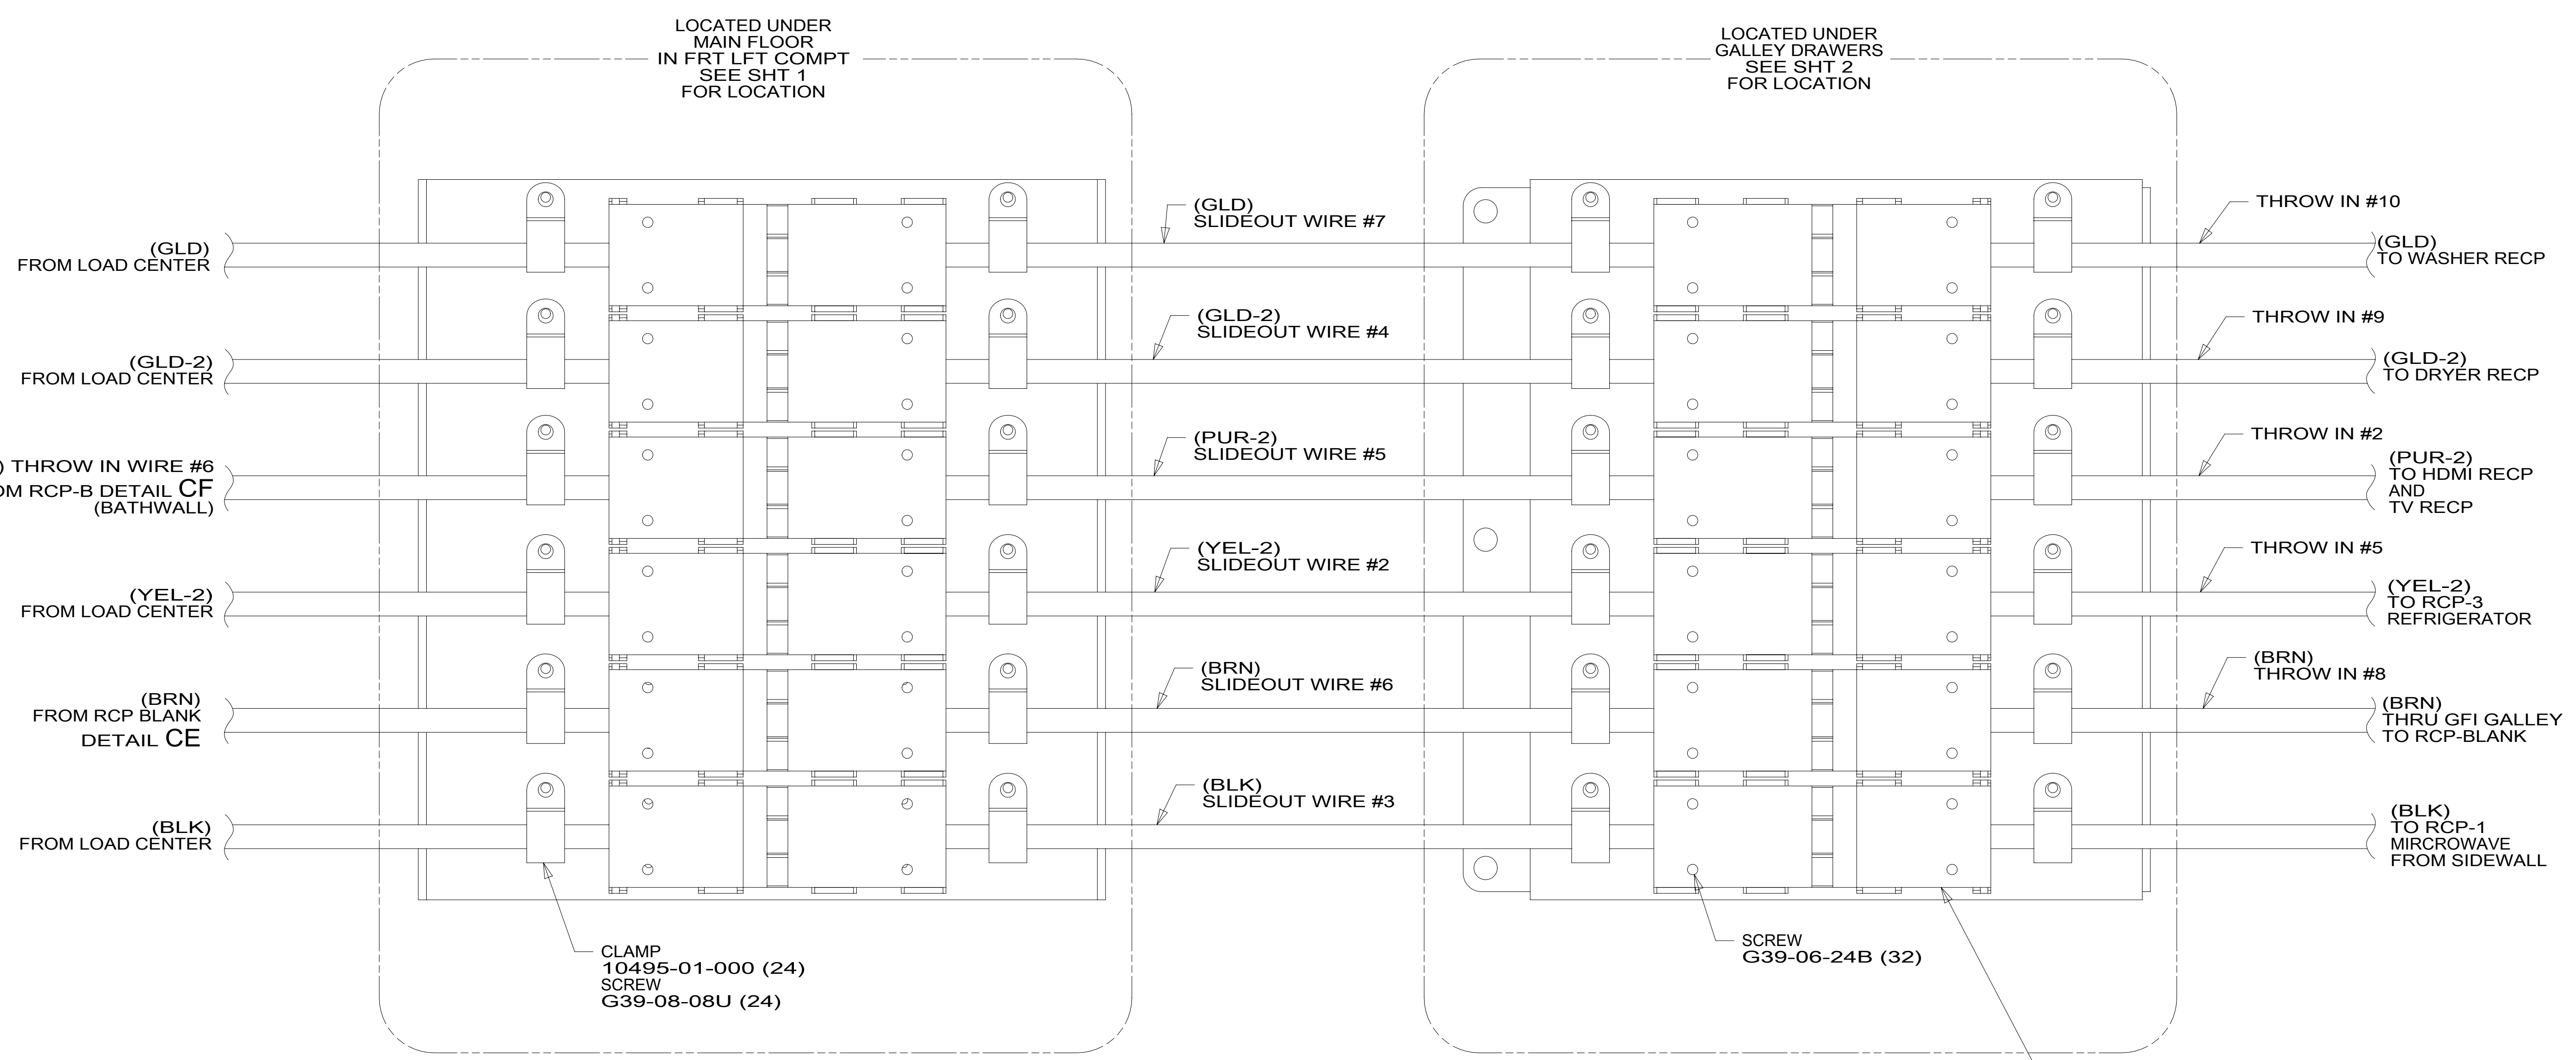 LOCATED UNDER
MAIN FLOOR
IN FRT LFT COMPT
SEE SHT 1
FOR LOCATION
LOCATED UNDER
GALLEY DRAWERS
SEE SHT 2
FOR LOCATION
(GLD)
FROM LOAD CENTER
(GLD)
SLIDEOUT WIRE #7
THROW IN #10
(GLD)
TO WASHER RECP
(GLD-2)
FROM LOAD CENTER
(GLD-2)
SLIDEOUT WIRE #4
THROW IN #9
(GLD-2)
TO DRYER RECP
) THROW IN WIRE #6
RCP-B DETAIL CF
(BATHWALL)
(PUR-2)
SLIDEOUT WIRE #5
THROW IN #2
(PUR-2)
TO HDMI RECP
AND
TV RECP
(YEL-2)
FROM LOAD CENTER
(YEL-2)
SLIDEOUT WIRE #2
THROW IN #5
(YEL-2)
TO RCP-3
REFRIGERATOR
(BRN)
FROM RCP BLANK
DETAIL CE
(BRN)
SLIDEOUT WIRE #6
(BRN)
THROW IN #8
(BRN)
THRU GFI GALLEY
TO RCP-BLANK
(BLK)
FROM LOAD CENTER
(BLK)
SLIDEOUT WIRE #3
(BLK)
TO RCP-1
MIRCROWAVE
FROM SIDEWALL
CLAMP
10495-01-000 (24)
SCREW
G39-08-08U (24)
SCREW
G39-06-24B (32)